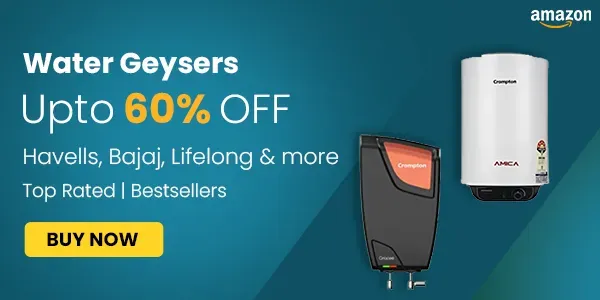 amazon
Water Geysers
Upto 60% OFF
Havells, Bajaj, Lifelong & more
Top Rated | Bestsellers
BUY NOW
Crompton
AMICA
Crompton